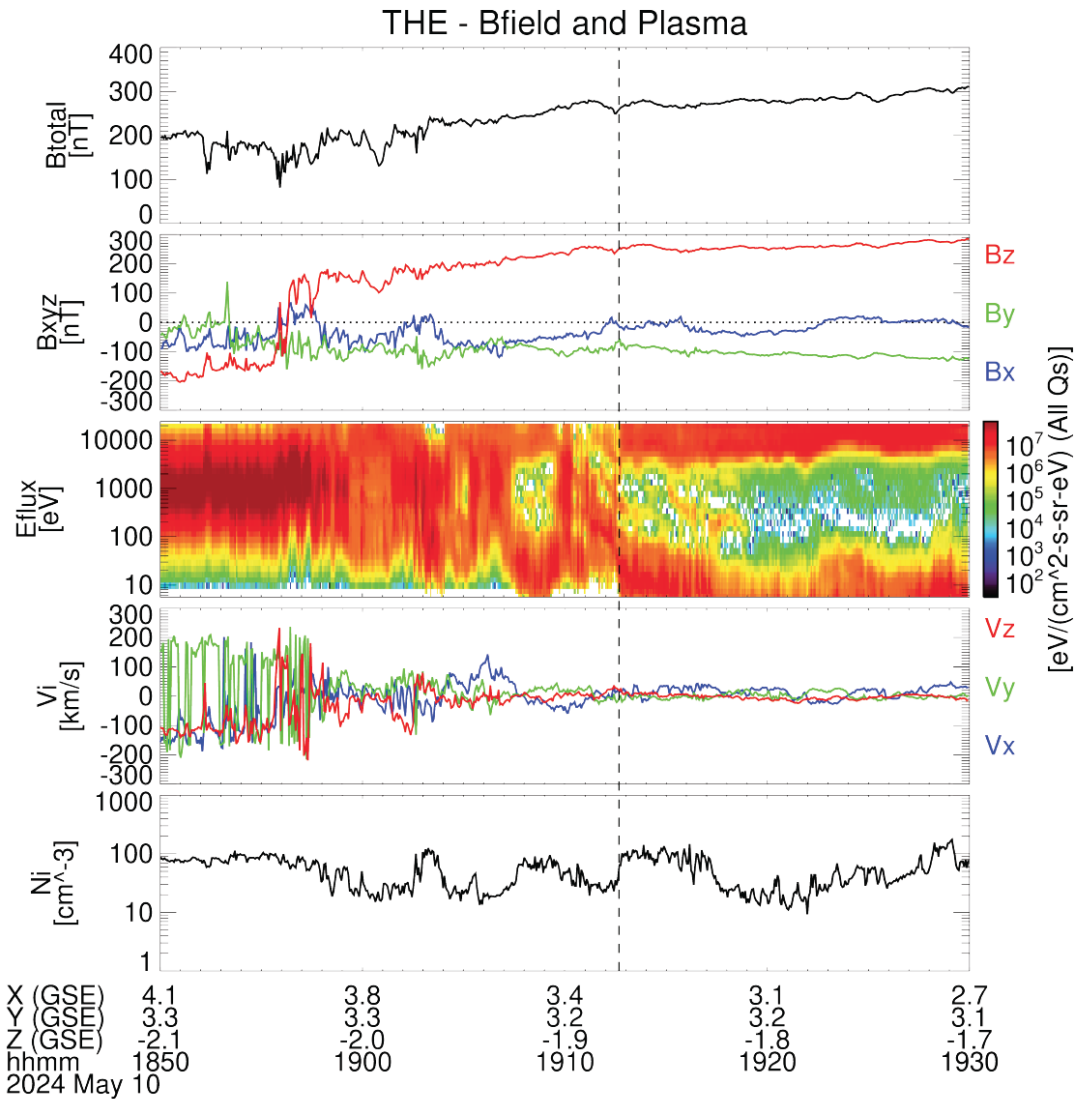 THE - Bfield and Plasma
400
300
200
100
0
Btotal
[nT]
300
200
100
0
-100
-200
-300
Bxyz
[nT]
Bz
By
Bx
10000
1000
100
10
Eflux
[eV]
10^7
10^6
10^5
10^4
10^3
10^2
[eV/(cm^2-s-sr-eV) (All Qs)]
300
200
100
0
-100
-200
-300
Vi
[km/s]
Vz
Vy
Vx
1000
100
10
1
Ni
[cm^-3]
X (GSE) 4.1 3.8 3.4 3.1 2.7
Y (GSE) 3.3 3.3 3.2 3.2 3.1
Z (GSE) -2.1 -2.0 -1.9 -1.8 -1.7
hhmm 1850 1900 1910 1920 1930
2024 May 10